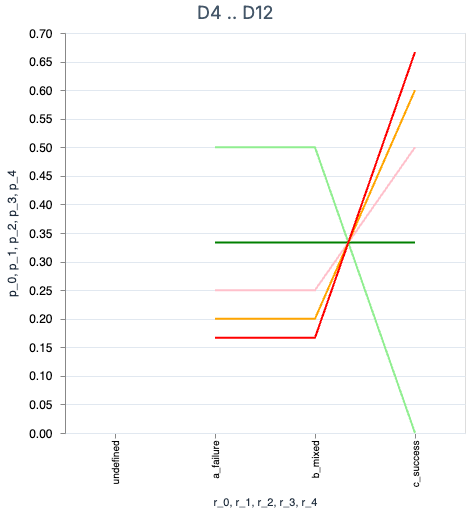 D4 .. D12
0.70
0.65
0.60
0.55
0.50
0.45
0.40
0.35
0.30
0.25
0.20
0.15
0.10
0.05
0.00
p_0, p_1, p_2, p_3, p_4
undefined
a_failure
b_mixed
c_success
r_0, r_1, r_2, r_3, r_4